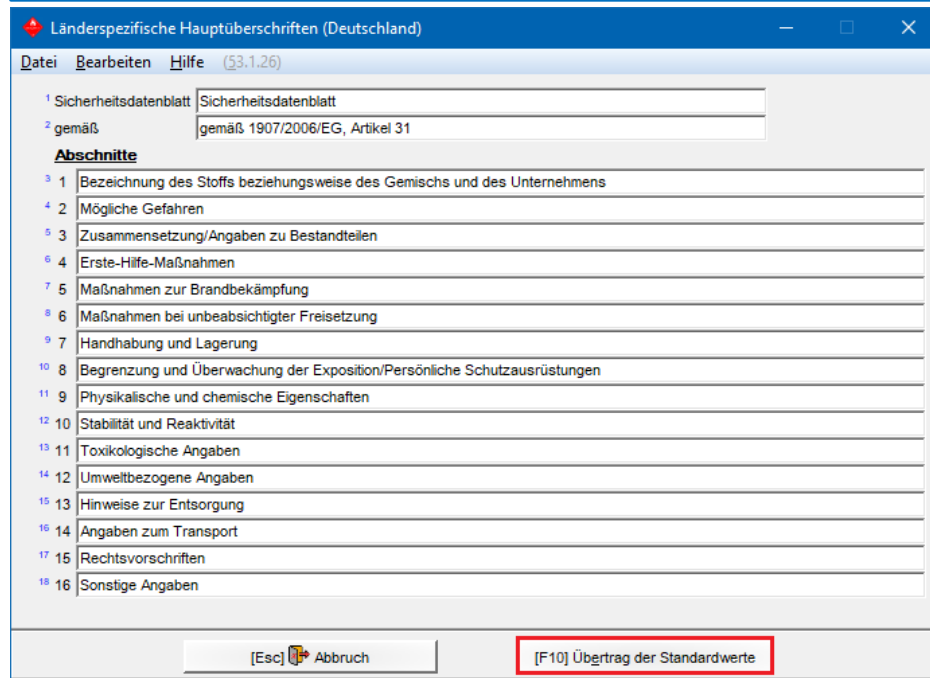 Länderspezifische Hauptüberschriften (Deutschland)
Datei Bearbeiten Hilfe (53.1.26)
1 Sicherheitsdatenblatt Sicherheitsdatenblatt
2 gemäß gemäß 1907/2006/EG, Artikel 31
Abschnitte
3 1 Bezeichnung des Stoffs beziehungsweise des Gemischs und des Unternehmens
4 2 Mögliche Gefahren
5 3 Zusammensetzung/Angaben zu Bestandteilen
6 4 Erste-Hilfe-Maßnahmen
7 5 Maßnahmen zur Brandbekämpfung
8 6 Maßnahmen bei unbeabsichtigter Freisetzung
9 7 Handhabung und Lagerung
10 8 Begrenzung und Überwachung der Exposition/Persönliche Schutzausrüstungen
11 9 Physikalische und chemische Eigenschaften
12 10 Stabilität und Reaktivität
13 11 Toxikologische Angaben
14 12 Umweltbezogene Angaben
15 13 Hinweise zur Entsorgung
16 14 Angaben zum Transport
17 15 Rechtsvorschriften
18 16 Sonstige Angaben
[Esc] Abbruch [F10] Übertrag der Standardwerte